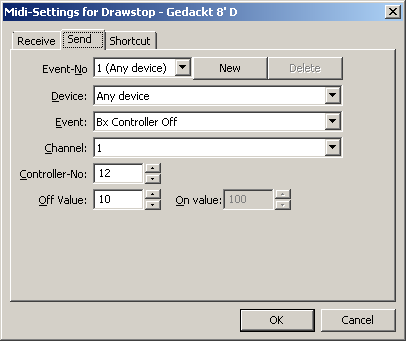 Midi-Settings for Drawstop - Gedackt 8' D
Receive Send Shortcut
Event-No 1 (Any device) New Delete
Device: Any device
Event: Bx Controller Off
Channel: 1
Controller-No: 12
Off Value: 10 On value: 100
OK Cancel